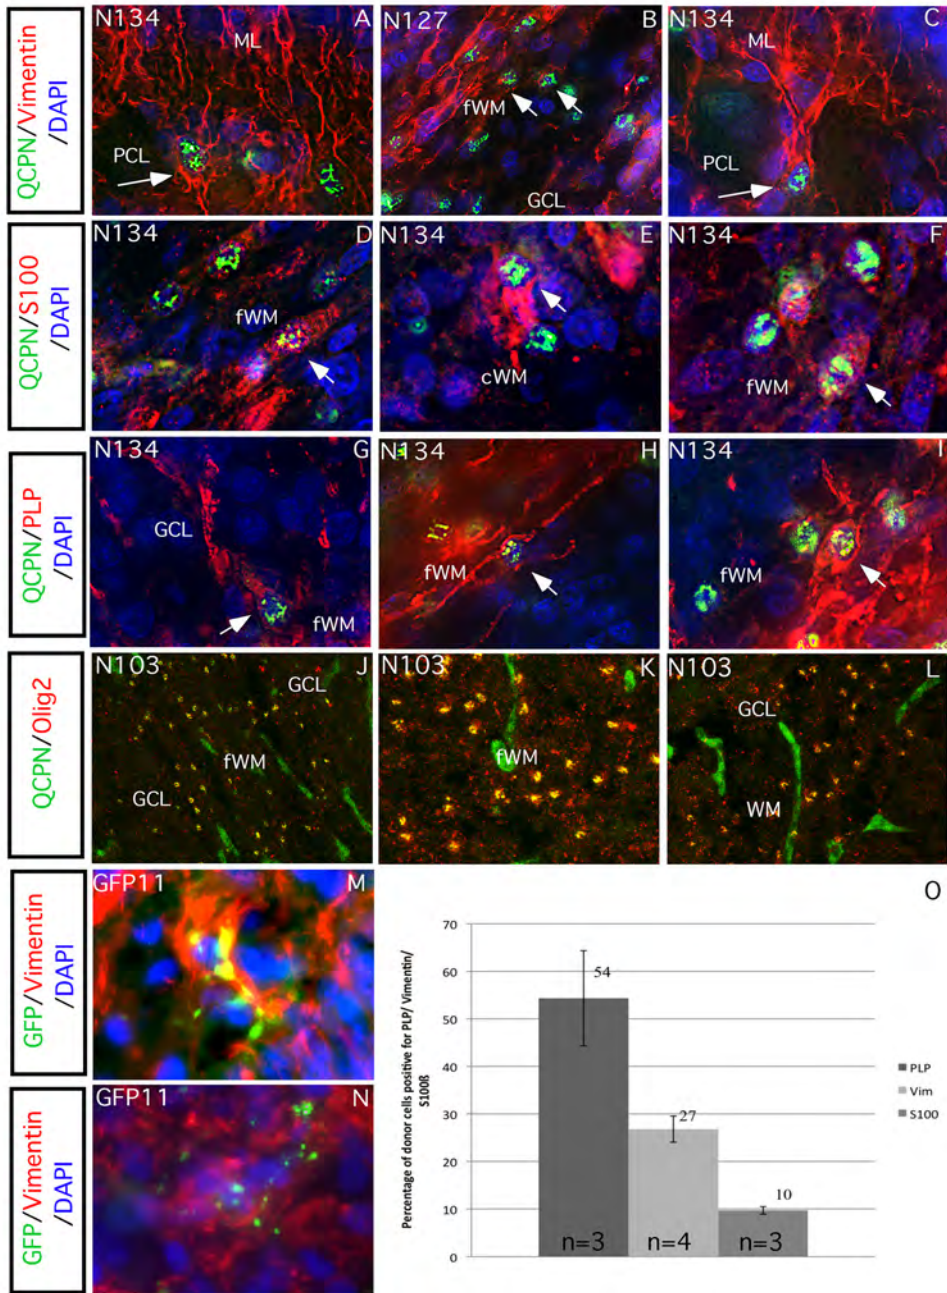 QCPN/Vimentin
/DAPI
N134 A
ML
PCL
N127 B
fWM
GCL
N134 C
ML
PCL
QCPN/S100
/DAPI
N134 D
fWM
N134 E
cWM
N134 F
fWM
QCPN/PLP
/DAPI
N134 G
GCL
fWM
N134 H
fWM
N134 I
fWM
QCPN/Olig2
N103 J
GCL
fWM
GCL
N103 K
fWM
N103 L
GCL
WM
GFP/Vimentin
/DAPI
GFP11 M
GFP/Vimentin
/DAPI
GFP11 N
O
Percentage of donor cells positive for PLP/ Vimentin/
S100ß
70
60
50
40
30
20
10
0
54
27
10
n=3
n=4
n=3
PLP
Vim
S100